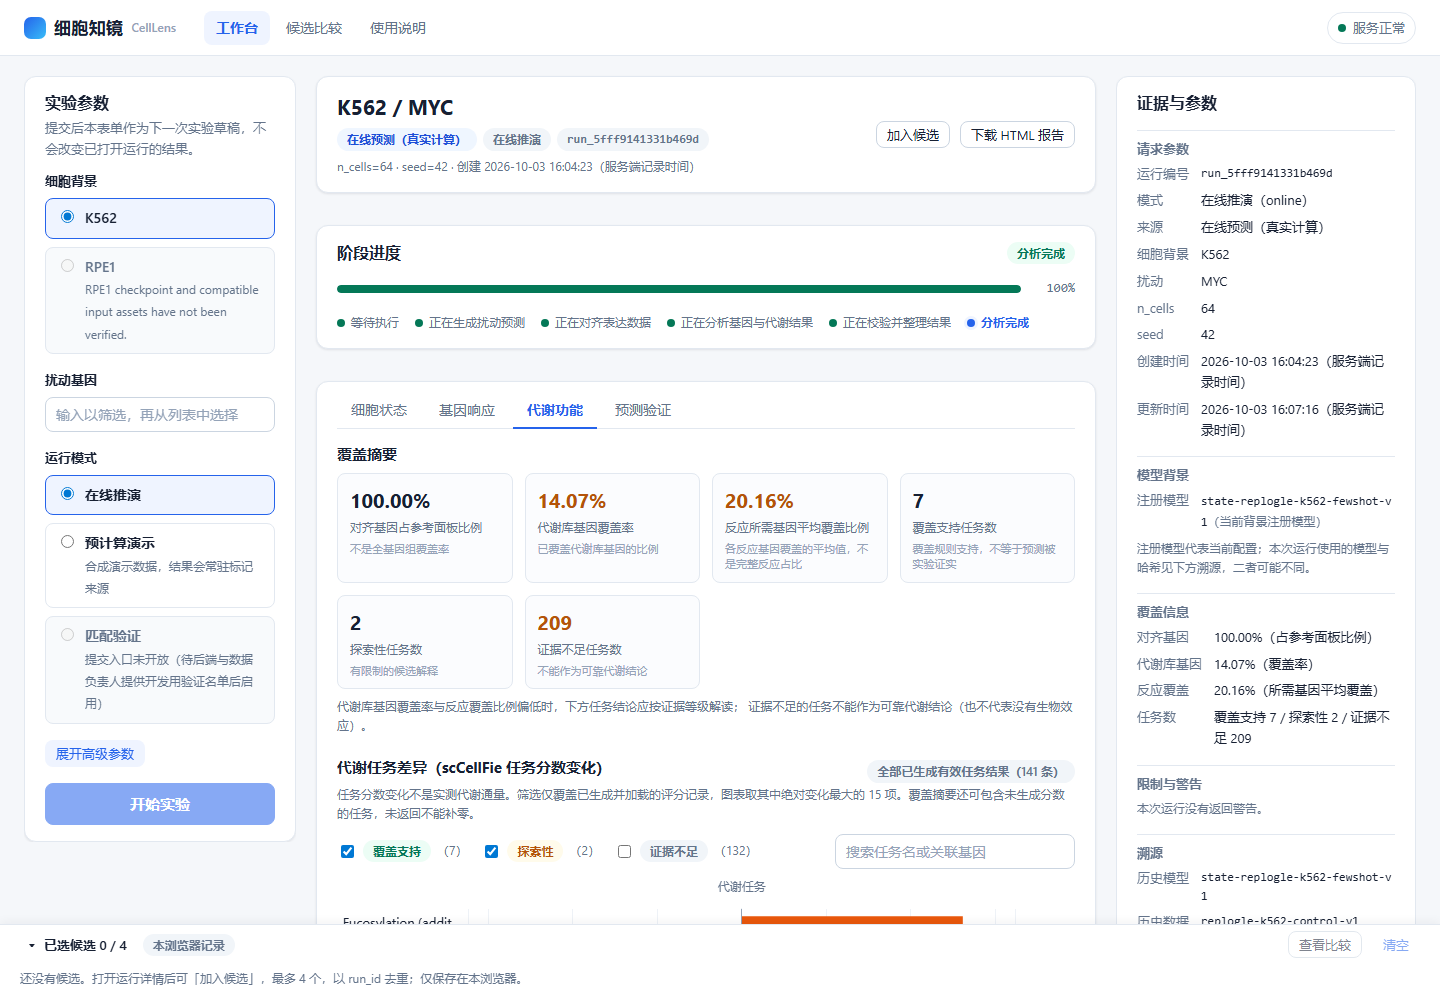 细胞知镜 CellLens 工作台 候选比较 使用说明 服务正常
实验参数
提交后本表单作为下一次实验草稿，不
会改变已打开运行的结果。
细胞背景
K562
RPE1
RPE1 checkpoint and compatible
input assets have not been
verified.
扰动基因
输入以筛选，再从列表中选择
运行模式
在线推演
预计算演示
合成演示数据，结果会常驻标记
来源
匹配验证
提交入口未开放（待后端与数据
负责人提供开发用验证名单后启
用）
展开高级参数
开始实验
K562 / MYC
在线预测（真实计算） 在线推演 run_5fff9141331b469d
n_cells=64 · seed=42 · 创建 2026-10-03 16:04:23（服务端记录时间）
加入候选 下载 HTML 报告
阶段进度 分析完成
100%
等待执行 正在生成扰动预测 正在对齐表达数据 正在分析基因与代谢结果 正在校验并整理结果 分析完成
细胞状态 基因响应 代谢功能 预测验证
覆盖摘要
100.00%
对齐基因占参考面板比例
不是全基因组覆盖率
14.07%
代谢库基因覆盖率
已覆盖代谢库基因的比例
20.16%
反应所需基因平均覆盖比例
各反应基因覆盖的平均值，不
是完整反应占比
7
覆盖支持任务数
覆盖规则支持，不等于预测被
实验证实
2
探索性任务数
有限制的候选解释
209
证据不足任务数
不能作为可靠代谢结论
代谢库基因覆盖率与反应覆盖比例偏低时，下方任务结论应按证据等级解读； 证据不足的任务不能作为可靠代谢结论（也不代表没有生物效
应）。
代谢任务差异（scCellFie 任务分数变化） 全部已生成有效任务结果（141 条）
任务分数变化不是实测代谢通量。筛选仅覆盖已生成并加载的评分记录，图表取其中绝对变化最大的 15 项。覆盖摘要还可包含未生成分数
的任务，未返回不能补零。
覆盖支持 （7） 探索性 （2） 证据不足 （132） 搜索任务名或关联基因
代谢任务
Fucosylation (addit…
证据与参数
请求参数
运行编号 run_5fff9141331b469d
模式 在线推演（online）
来源 在线预测（真实计算）
细胞背景 K562
扰动 MYC
n_cells 64
seed 42
创建时间 2026-10-03 16:04:23（服务端记
录时间）
更新时间 2026-10-03 16:07:16（服务端记
录时间）
模型背景
注册模型 state-replogle-k562-fewshot-v
1（当前背景注册模型）
注册模型代表当前配置；本次运行使用的模型与
哈希见下方溯源，二者可能不同。
覆盖信息
对齐基因 100.00%（占参考面板比例）
代谢库基因 14.07%（覆盖率）
反应覆盖 20.16%（所需基因平均覆盖）
任务数 覆盖支持 7 / 探索性 2 / 证据不
足 209
限制与警告
本次运行没有返回警告。
溯源
历史模型 state-replogle-k562-fewshot-v
1
历史数据 replogle-k562-control-v1
已选候选 0 / 4 本浏览器记录 查看比较 清空
还没有候选。打开运行详情后可「加入候选」，最多 4 个，以 run_id 去重；仅保存在本浏览器。